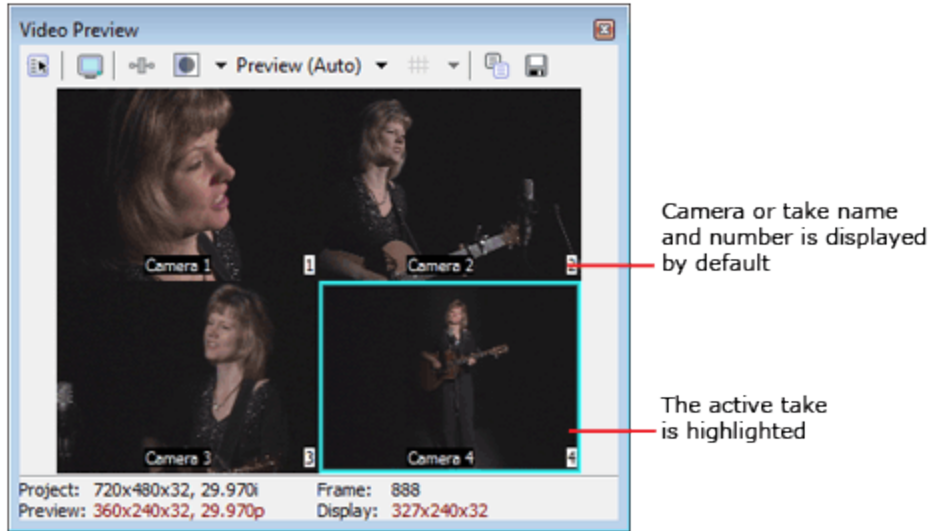 Video Preview
Preview (Auto)
Camera 1 1
Camera 2 2
Camera 3 3
Camera 4 4
Project: 720x480x32, 29.970i Frame: 888
Preview: 360x240x32, 29.970p Display: 327x240x32
Camera or take name
and number is displayed
by default
The active take
is highlighted